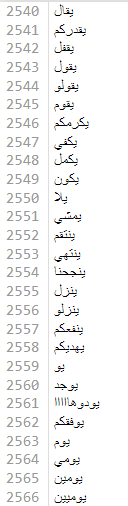 2540 يقال
2541 يقدركم
2542 يقفل
2543 يقول
2544 يقولو
2545 يقوم
2546 يكرمكم
2547 يكفي
2548 يكمل
2549 يكون
2550 يلا
2551 يمشي
2552 ينتقم
2553 ينتهي
2554 ينجحنا
2555 ينزل
2556 ينزلو
2557 ينفعكم
2558 يهديكم
2559 يو
2560 يوجد
2561 يودوهااااا
2562 يوفقكم
2563 يوم
2564 يومي
2565 يومين
2566 يوميين